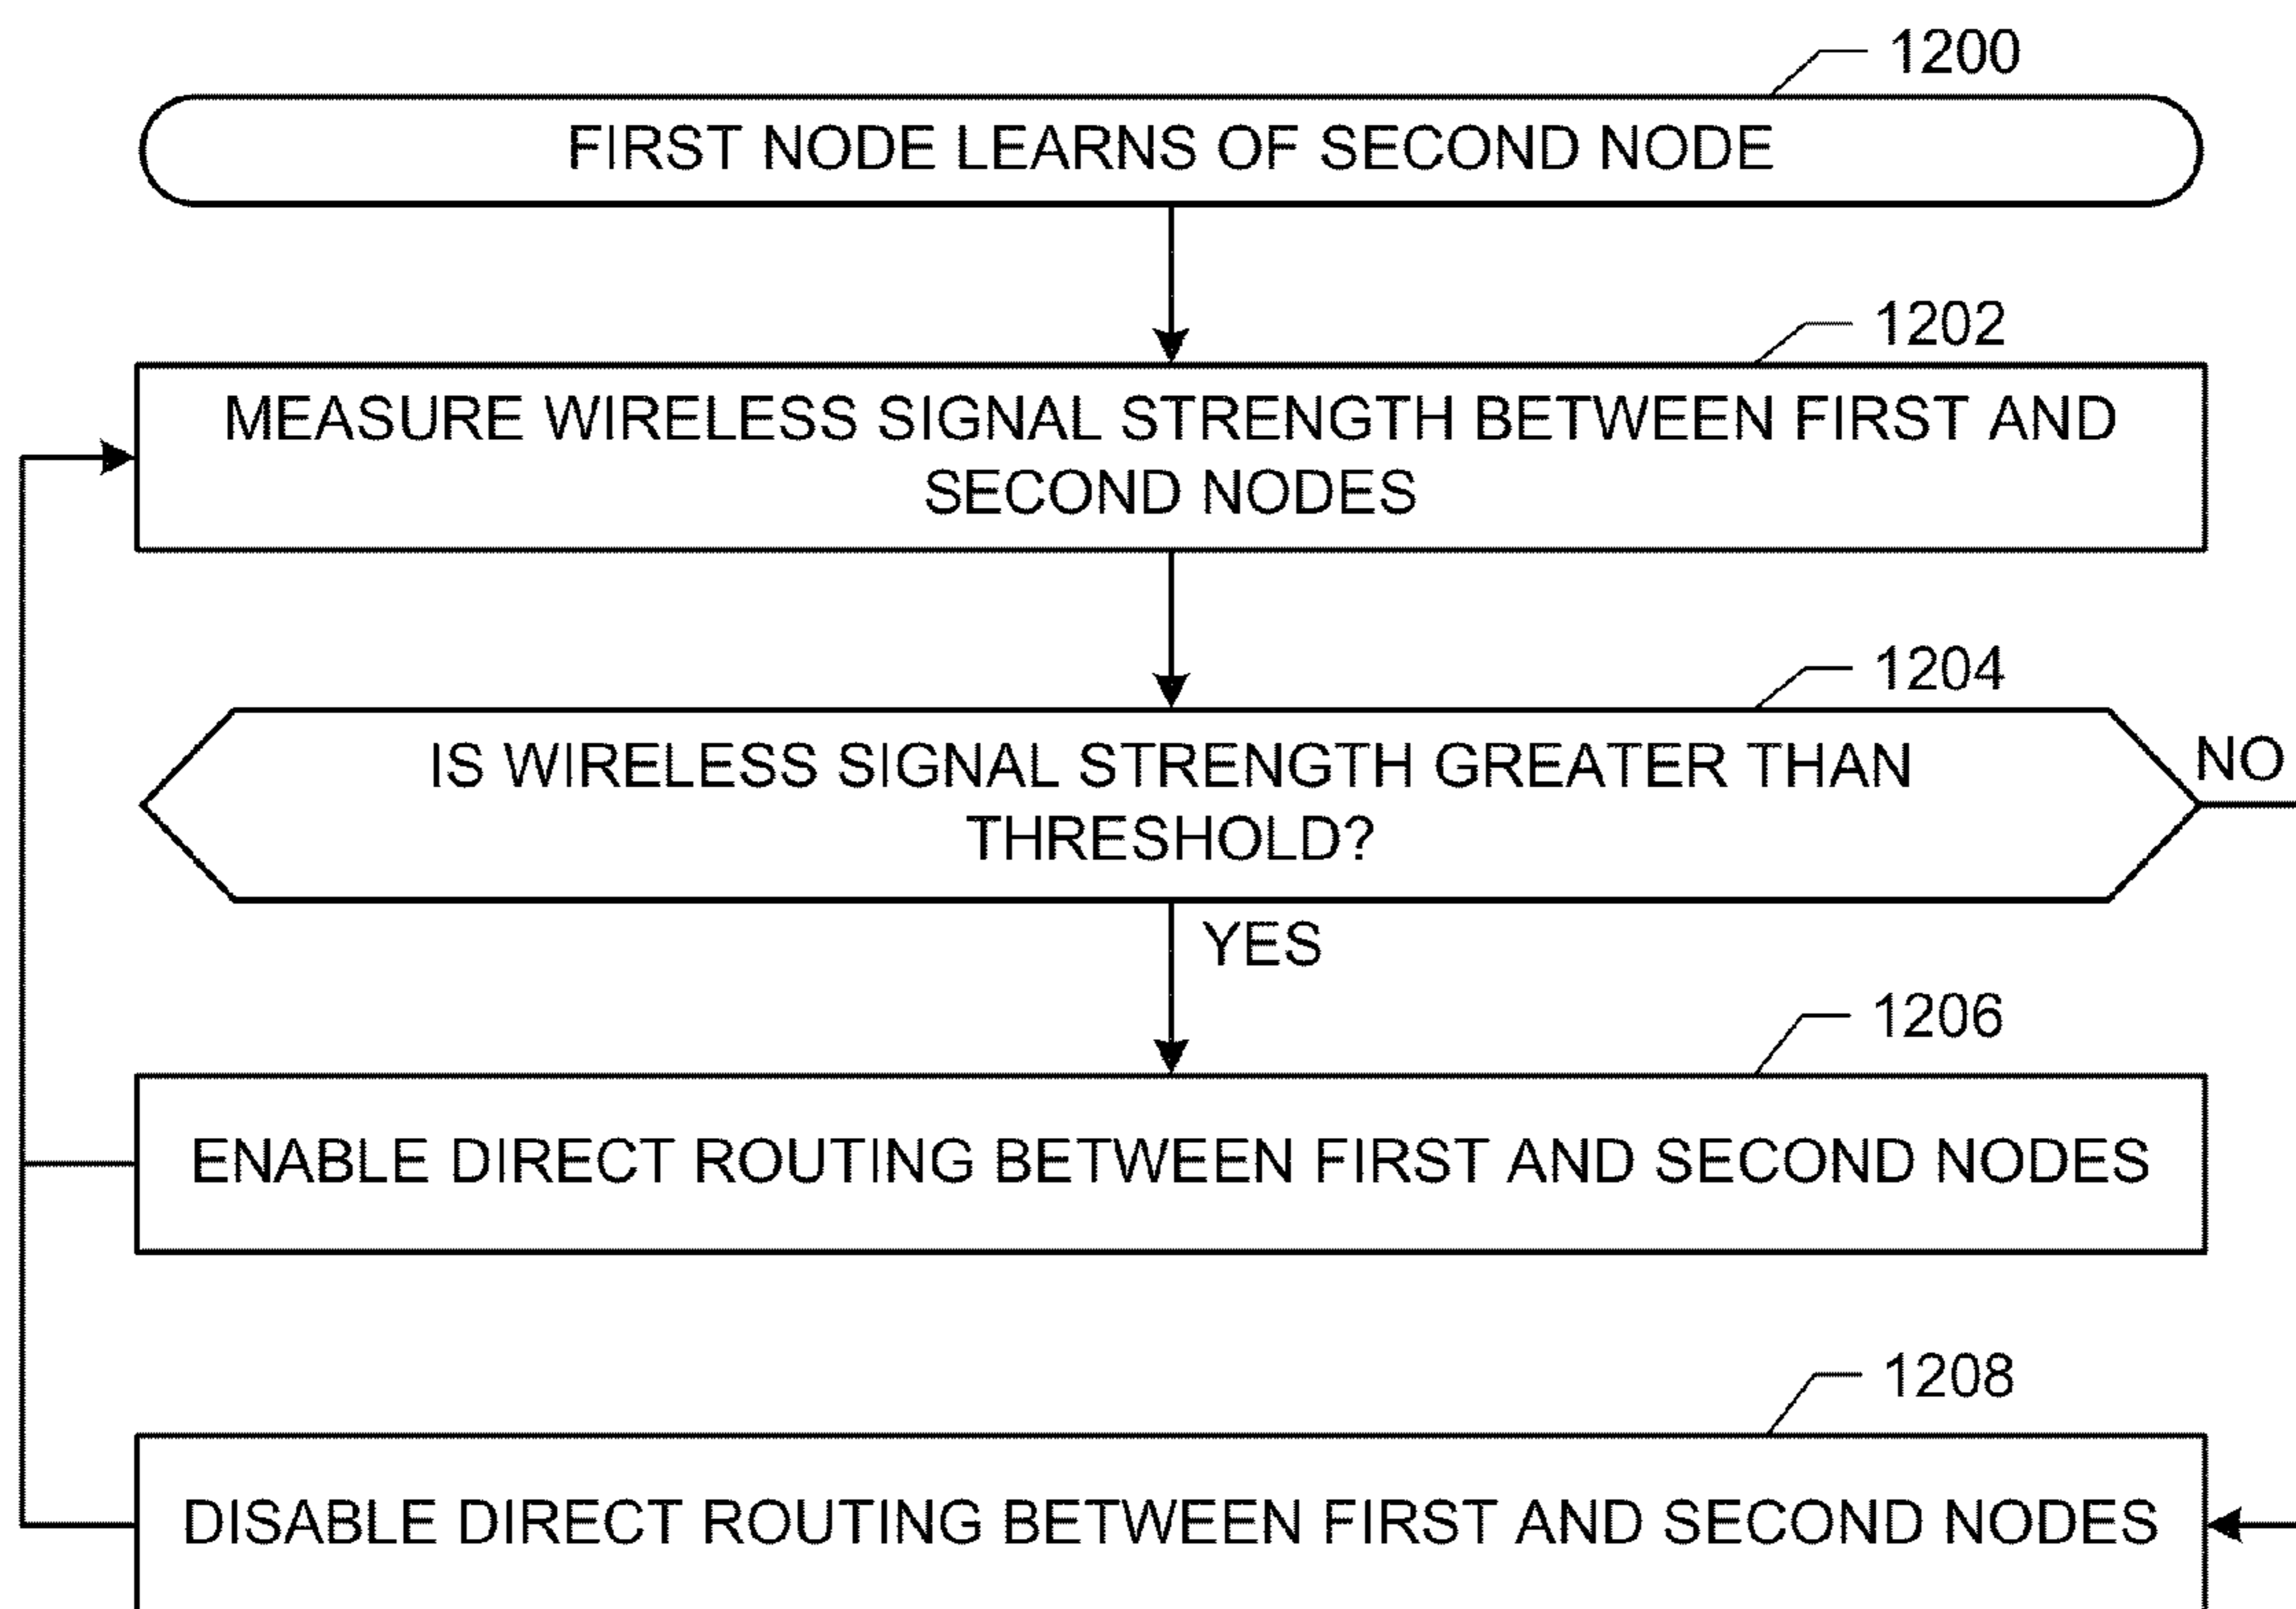 1200
FIRST NODE LEARNS OF SECOND NODE
1202
MEASURE WIRELESS SIGNAL STRENGTH BETWEEN FIRST AND
SECOND NODES
1204
IS WIRELESS SIGNAL STRENGTH GREATER THAN
THRESHOLD?
NO
YES
1206
ENABLE DIRECT ROUTING BETWEEN FIRST AND SECOND NODES
1208
DISABLE DIRECT ROUTING BETWEEN FIRST AND SECOND NODES